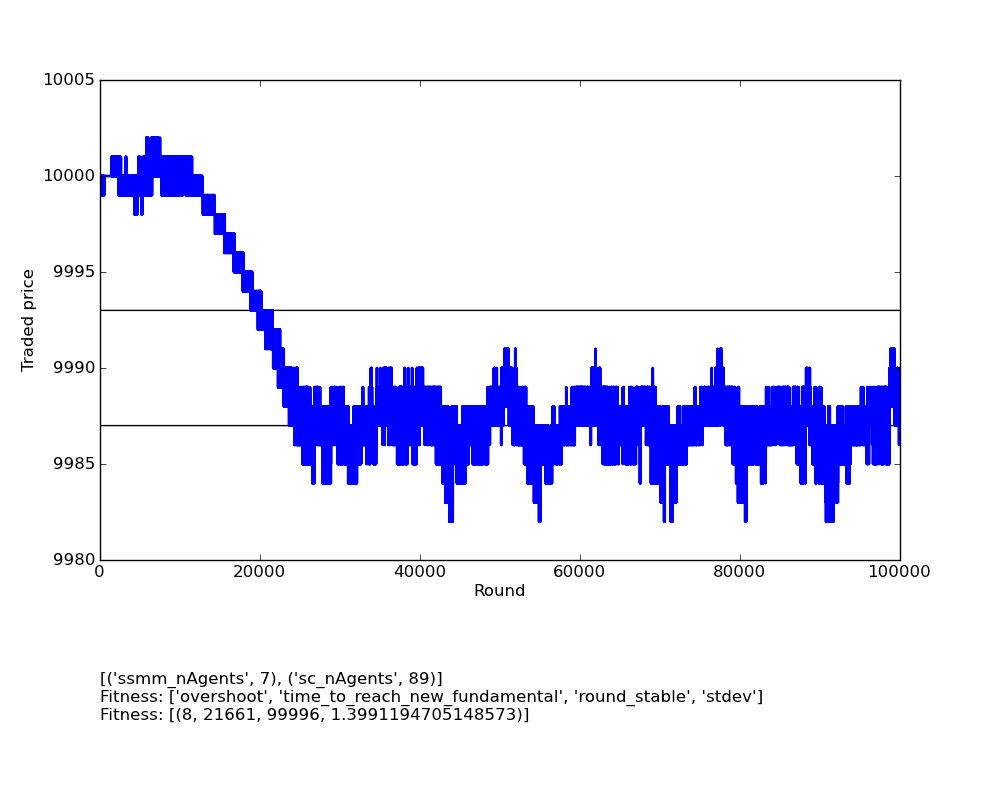 10005
10000
9995
9990
9985
9980
Traded price
0 20000 40000 60000 80000 100000
Round
[('ssmm_nAgents', 7), ('sc_nAgents', 89)]
Fitness: ['overshoot', 'time_to_reach_new_fundamental', 'round_stable', 'stdev']
Fitness: [(8, 21661, 99996, 1.3991194705148573)]